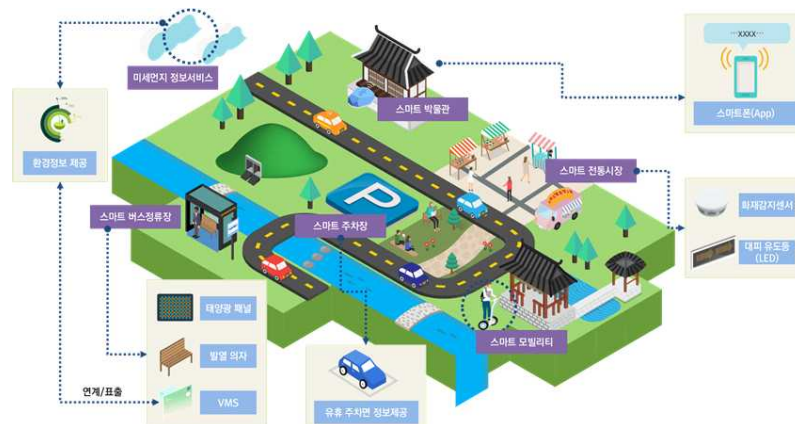 미세먼지 정보서비스
환경정보 제공
스마트 박물관
···XXXX···
스마트폰(App)
스마트 전통시장
화재감지센서
대피 유도등
(LED)
스마트 버스정류장
스마트 주차장
P
스마트 모빌리티
태양광 패널
발열 의자
VMS
연계/표출
유휴 주차면 정보제공